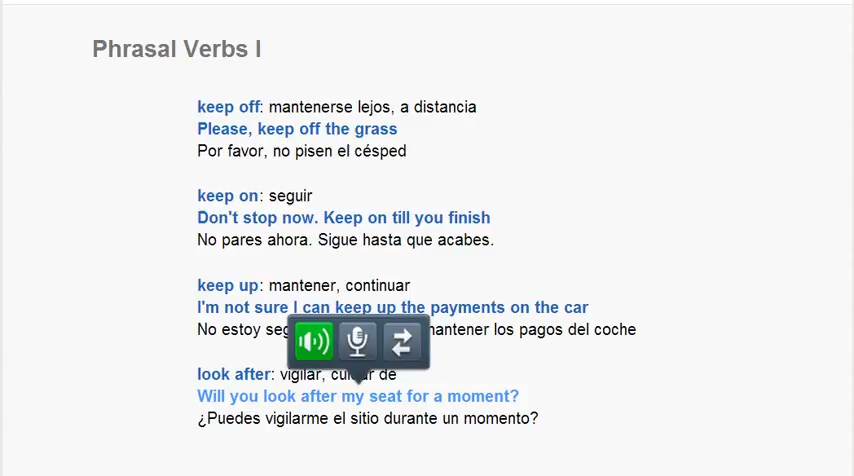 Phrasal Verbs I
keep off: mantenerse lejos, a distancia
Please, keep off the grass
Por favor, no pisen el césped
keep on: seguir
Don't stop now. Keep on till you finish
No pares ahora. Sigue hasta que acabes.
keep up: mantener, continuar
I'm not sure I can keep up the payments on the car
No estoy mantener los pagos del coche
look after: vigilar, de
Will you look after my seat for a moment?
¿Puedes vigilarme el sitio durante un momento?